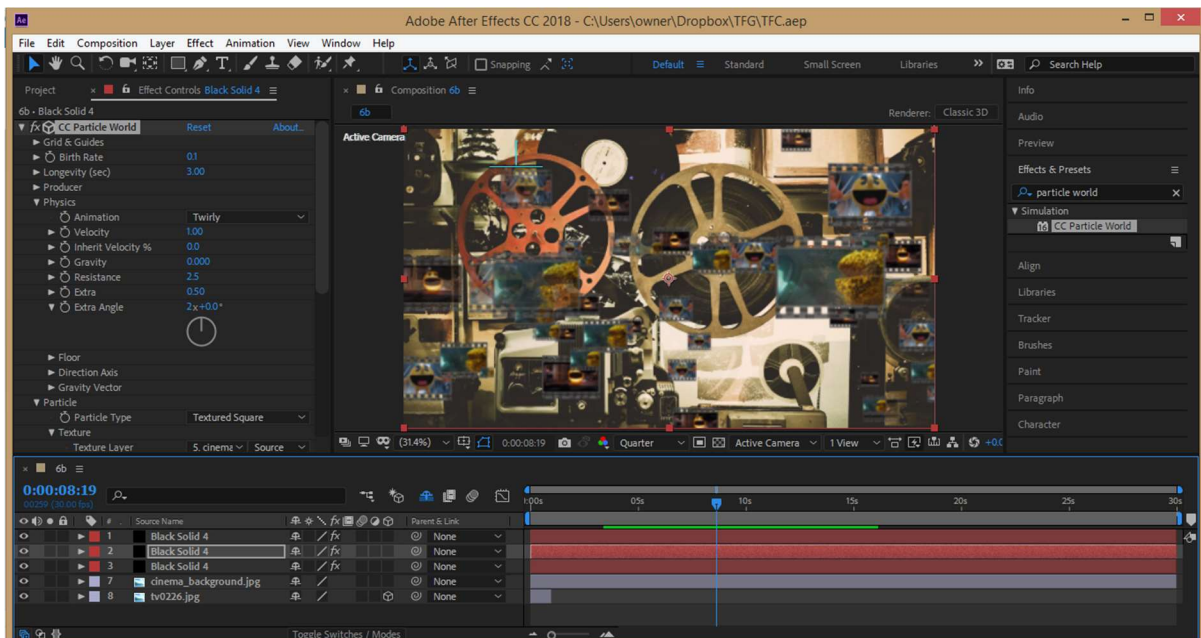 Ae Adobe After Effects CC 2018 - C:\Users\owner\Dropbox\TFG\TFC.aep
File Edit Composition Layer Effect Animation View Window Help
Snapping Default Standard Small Screen Libraries Search Help
Project Effect Controls Black Solid 4
6b • Black Solid 4
fx CC Particle World Reset About...
Grid & Guides
Birth Rate 0.1
Longevity (sec) 3.00
Producer
Physics
Animation Twirly
Velocity 1.00
Inherit Velocity % 0.0
Gravity 0.000
Resistance 2.5
Extra 0.50
Extra Angle 2x+0.0°
Floor
Direction Axis
Gravity Vector
Particle
Particle Type Textured Square
Texture
Texture Layer 5. cinema Source
Composition 6b
6b Renderer: Classic 3D
Active Camera
(31.4%) 0:00:08:19 Quarter Active Camera 1 View +0.0
Info
Audio
Preview
Effects & Presets
particle world
Simulation
16 CC Particle World
Align
Libraries
Tracker
Brushes
Paint
Paragraph
Character
6b
0:00:08:19
00259 (30.00 fps)
:00s 05s 10s 15s 20s 25s 30s
# Source Name fx Parent & Link
1 Black Solid 4 fx None
2 Black Solid 4 fx None
3 Black Solid 4 fx None
7 cinema_background.jpg None
8 tv0226.jpg None
Toggle Switches / Modes